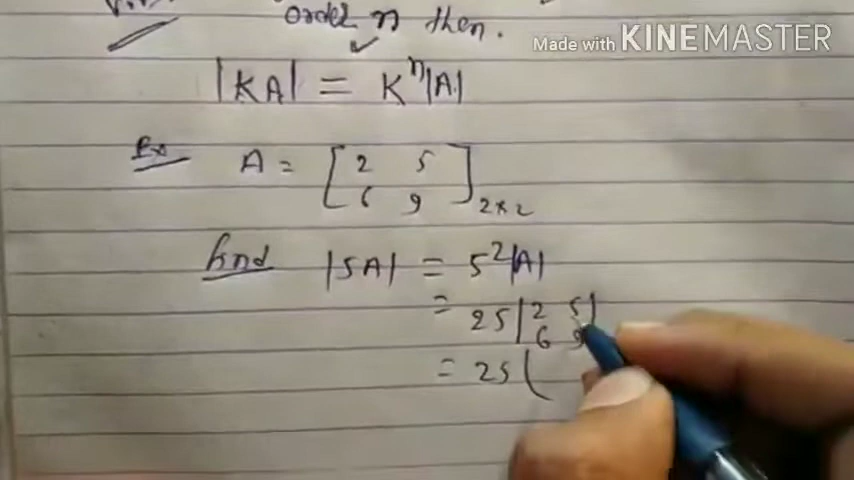 order n then.
Made with KINEMASTER
|KA| = K^n|A|
Ex A = [2 5
6 9]2×2
find |5A| = 5^2|A|
= 25|2 5|
6 9
= 25(